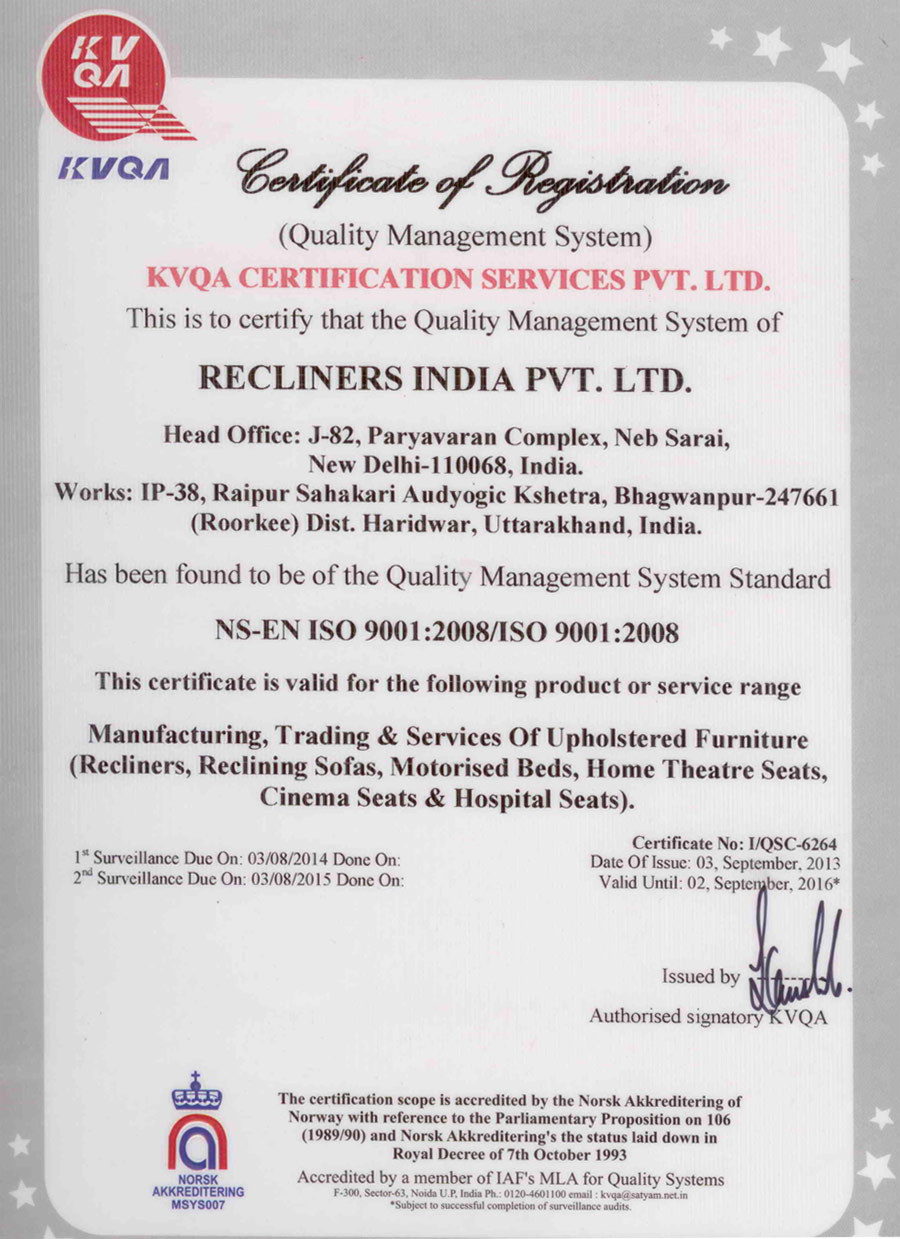 KV
QA
KVQA
Certificate of Registration
(Quality Management System)
KVQA CERTIFICATION SERVICES PVT. LTD.
This is to certify that the Quality Management System of
RECLINERS INDIA PVT. LTD.
Head Office: J-82, Paryavaran Complex, Neb Sarai,
New Delhi-110068, India.
Works: IP-38, Raipur Sahakari Audyogic Kshetra, Bhagwanpur-247661
(Roorkee) Dist. Haridwar, Uttarakhand, India.
Has been found to be of the Quality Management System Standard
NS-EN ISO 9001:2008/ISO 9001:2008
This certificate is valid for the following product or service range
Manufacturing, Trading & Services Of Upholstered Furniture
(Recliners, Reclining Sofas, Motorised Beds, Home Theatre Seats,
Cinema Seats & Hospital Seats).
1st Surveillance Due On: 03/08/2014 Done On:
2nd Surveillance Due On: 03/08/2015 Done On:
Certificate No: I/QSC-6264
Date Of Issue: 03, September, 2013
Valid Until: 02, September, 2016*
Issued by
Authorised signatory KVQA
NORSK
AKKREDITERING
MSYS007
The certification scope is accredited by the Norsk Akkreditering of
Norway with reference to the Parliamentary Proposition on 106
(1989/90) and Norsk Akkreditering's the status laid down in
Royal Decree of 7th October 1993
Accredited by a member of IAF's MLA for Quality Systems
F-300, Sector-63, Noida U.P, India Ph.: 0120-4601100 email : kvqa@satyam.net.in
*Subject to successful completion of surveillance audits.